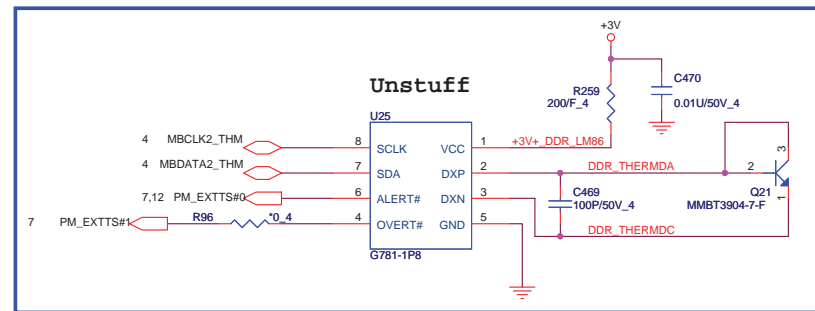 +3V
Unstuff
R259
200/F_4
C470
0.01U/50V_4
U25
4 MBCLK2_THM 8 SCLK VCC 1 +3V+_DDR_LM86
4 MBDATA2_THM 7 SDA DXP 2 DDR_THERMDA 2 3
7,12 PM_EXTTS#0 6 ALERT# DXN 3 C469
100P/50V_4
Q21
1
MMBT3904-7-F
7 PM_EXTTS#1 R96 *0_4 4 OVERT# GND 5
DDR_THERMDC
G781-1P8